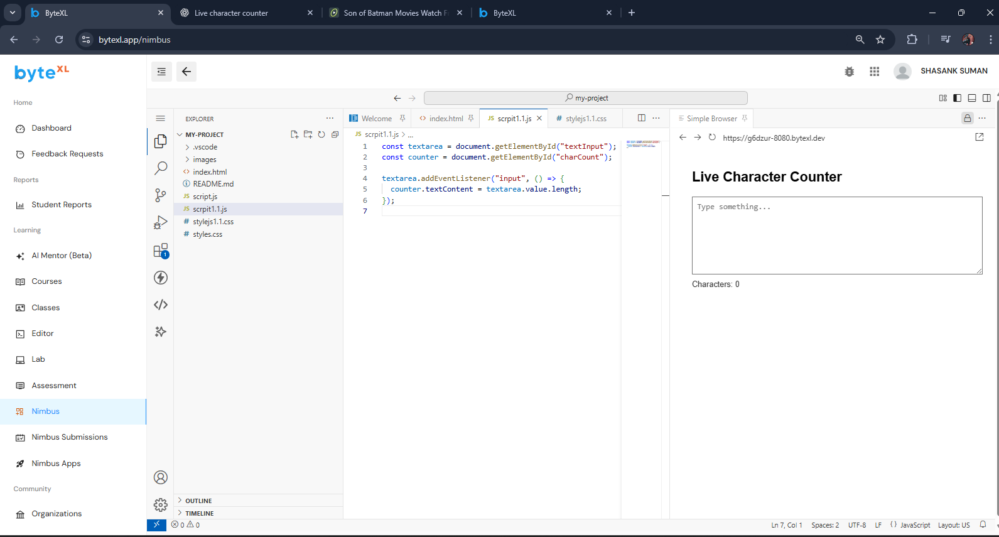 ByteXL
Live character counter
Son of Batman Movies Watch F
ByteXL
bytexl.app/nimbus
byteXL
SHASANK SUMAN
Home
Dashboard
Feedback Requests
Reports
Student Reports
Learning
AI Mentor (Beta)
Courses
Classes
Editor
Lab
Assessment
Nimbus
Nimbus Submissions
Nimbus Apps
Community
Organizations
my-project
EXPLORER
MY-PROJECT
.vscode
images
<> index.html
README.md
JS script.js
JS scrpit1.1.js
# stylejs1.1.css
# styles.css
1
OUTLINE
TIMELINE
Welcome
<> index.html
JS scrpit1.1.js
# stylejs1.1.css
JS scrpit1.1.js > ...
1 const textarea = document.getElementById("textInput");
2 const counter = document.getElementById("charCount");
3
4 textarea.addEventListener("input", () => {
5 counter.textContent = textarea.value.length;
6 });
7
Simple Browser
https://g6dzur-8080.bytexl.dev
Live Character Counter
Type something...
Characters: 0
0 0
Ln 7, Col 1
Spaces: 2
UTF-8
LF
{ } JavaScript
Layout: US